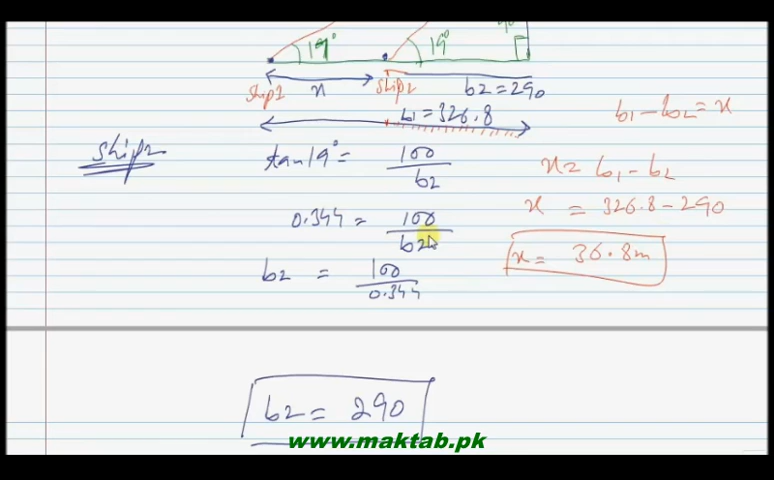 19° 19° 90
ship1 x ship2 b2 = 290
b1 = 326.8
b1 - b2 = x
ship2
tan 19° = 100 / b2
0.344 = 100 / b2
b2 = 100 / 0.344
x = b1 - b2
x = 326.8 - 290
x = 36.8m
b2 = 290
www.maktab.pk